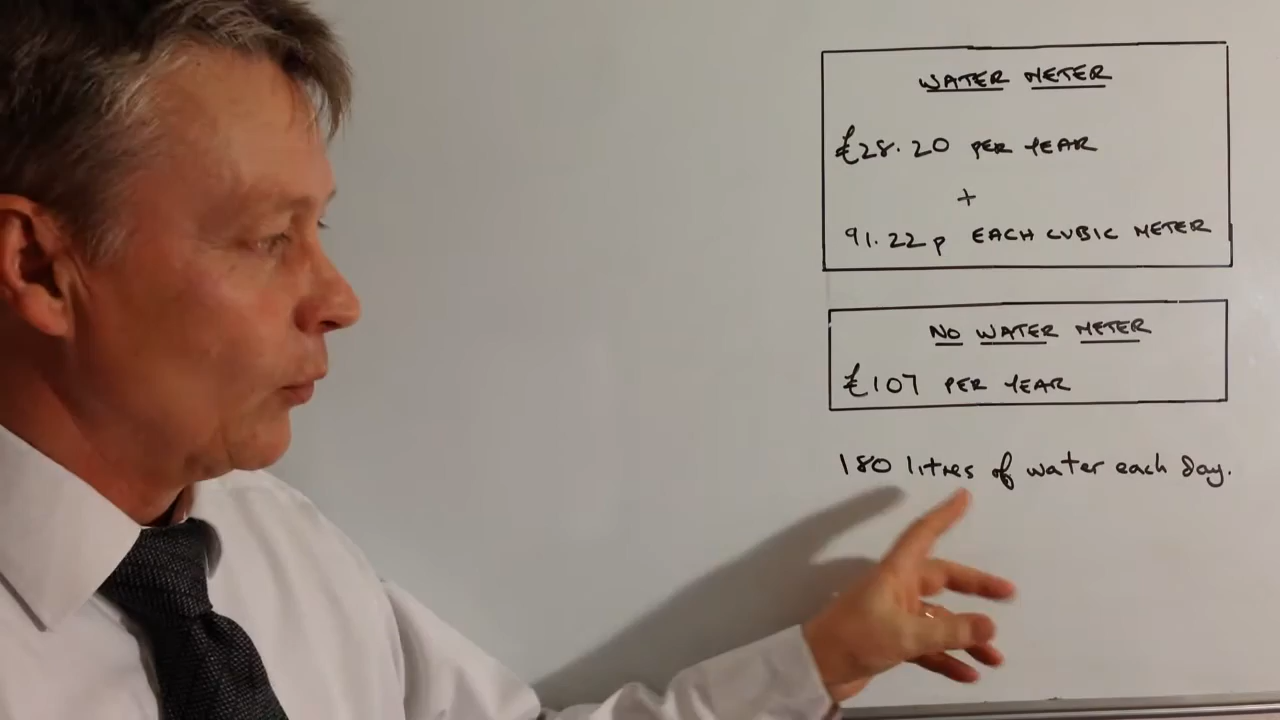 WATER METER
£28.20 PER YEAR
+
91.22p EACH CUBIC METER
NO WATER METER
£107 PER YEAR
180 litres of water each day.